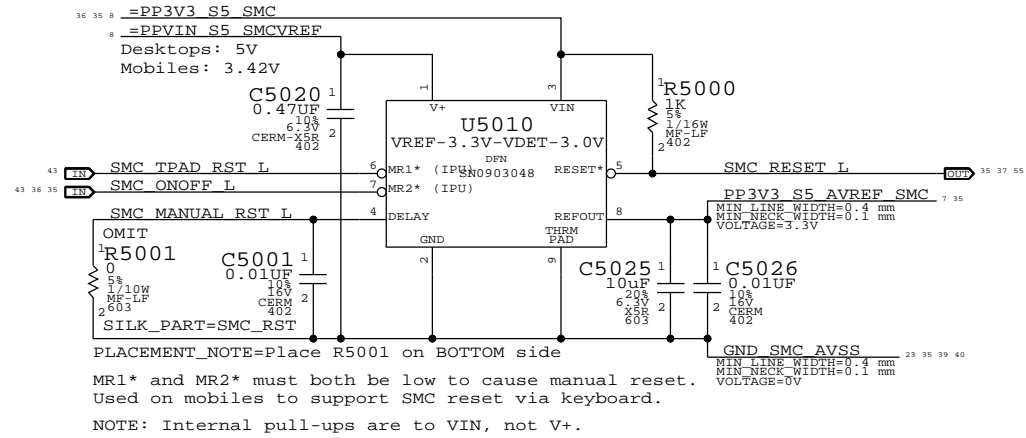 36 35 8 =PP3V3_S5_SMC
8 =PPVIN_S5_SMCVREF
Desktops: 5V
Mobiles: 3.42V
C5020
0.47UF
10%
6.3V
CERM-X5R
402
1
2
1
V+
3
VIN
U5010
VREF-3.3V-VDET-3.0V
DFN
SN0903048
1
R5000
1K
5%
1/16W
MF-LF
2 402
43 IN SMC_TPAD_RST_L 6 MR1* (IPU)
RESET* 5 SMC_RESET_L OUT 35 37 55
43 36 35 IN SMC_ONOFF_L 7 MR2* (IPU)
SMC_MANUAL_RST_L 4 DELAY
REFOUT 8
PP3V3_S5_AVREF_SMC 7 35
MIN_LINE_WIDTH=0.4 mm
MIN_NECK_WIDTH=0.1 mm
VOLTAGE=3.3V
GND
2
THRM
PAD
9
OMIT
1
R5001
0
5%
1/10W
MF-LF
2 603
SILK_PART=SMC_RST
C5001
0.01UF
10%
16V
CERM
402
1
2
C5025
10uF
20%
6.3V
X5R
603
1
2
1
C5026
0.01UF
10%
16V
CERM
402
2
GND_SMC_AVSS 23 35 39 40
MIN_LINE_WIDTH=0.4 mm
MIN_NECK_WIDTH=0.1 mm
VOLTAGE=0V
PLACEMENT_NOTE=Place R5001 on BOTTOM side
MR1* and MR2* must both be low to cause manual reset.
Used on mobiles to support SMC reset via keyboard.
NOTE: Internal pull-ups are to VIN, not V+.